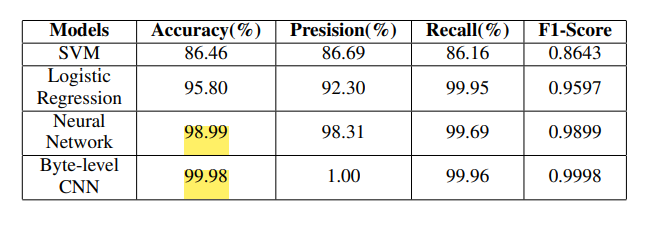 Models Accuracy(%) Presision(%) Recall(%) F1-Score
SVM 86.46 86.69 86.16 0.8643
Logistic
Regression 95.80 92.30 99.95 0.9597
Neural
Network 98.99 98.31 99.69 0.9899
Byte-level
CNN 99.98 1.00 99.96 0.9998